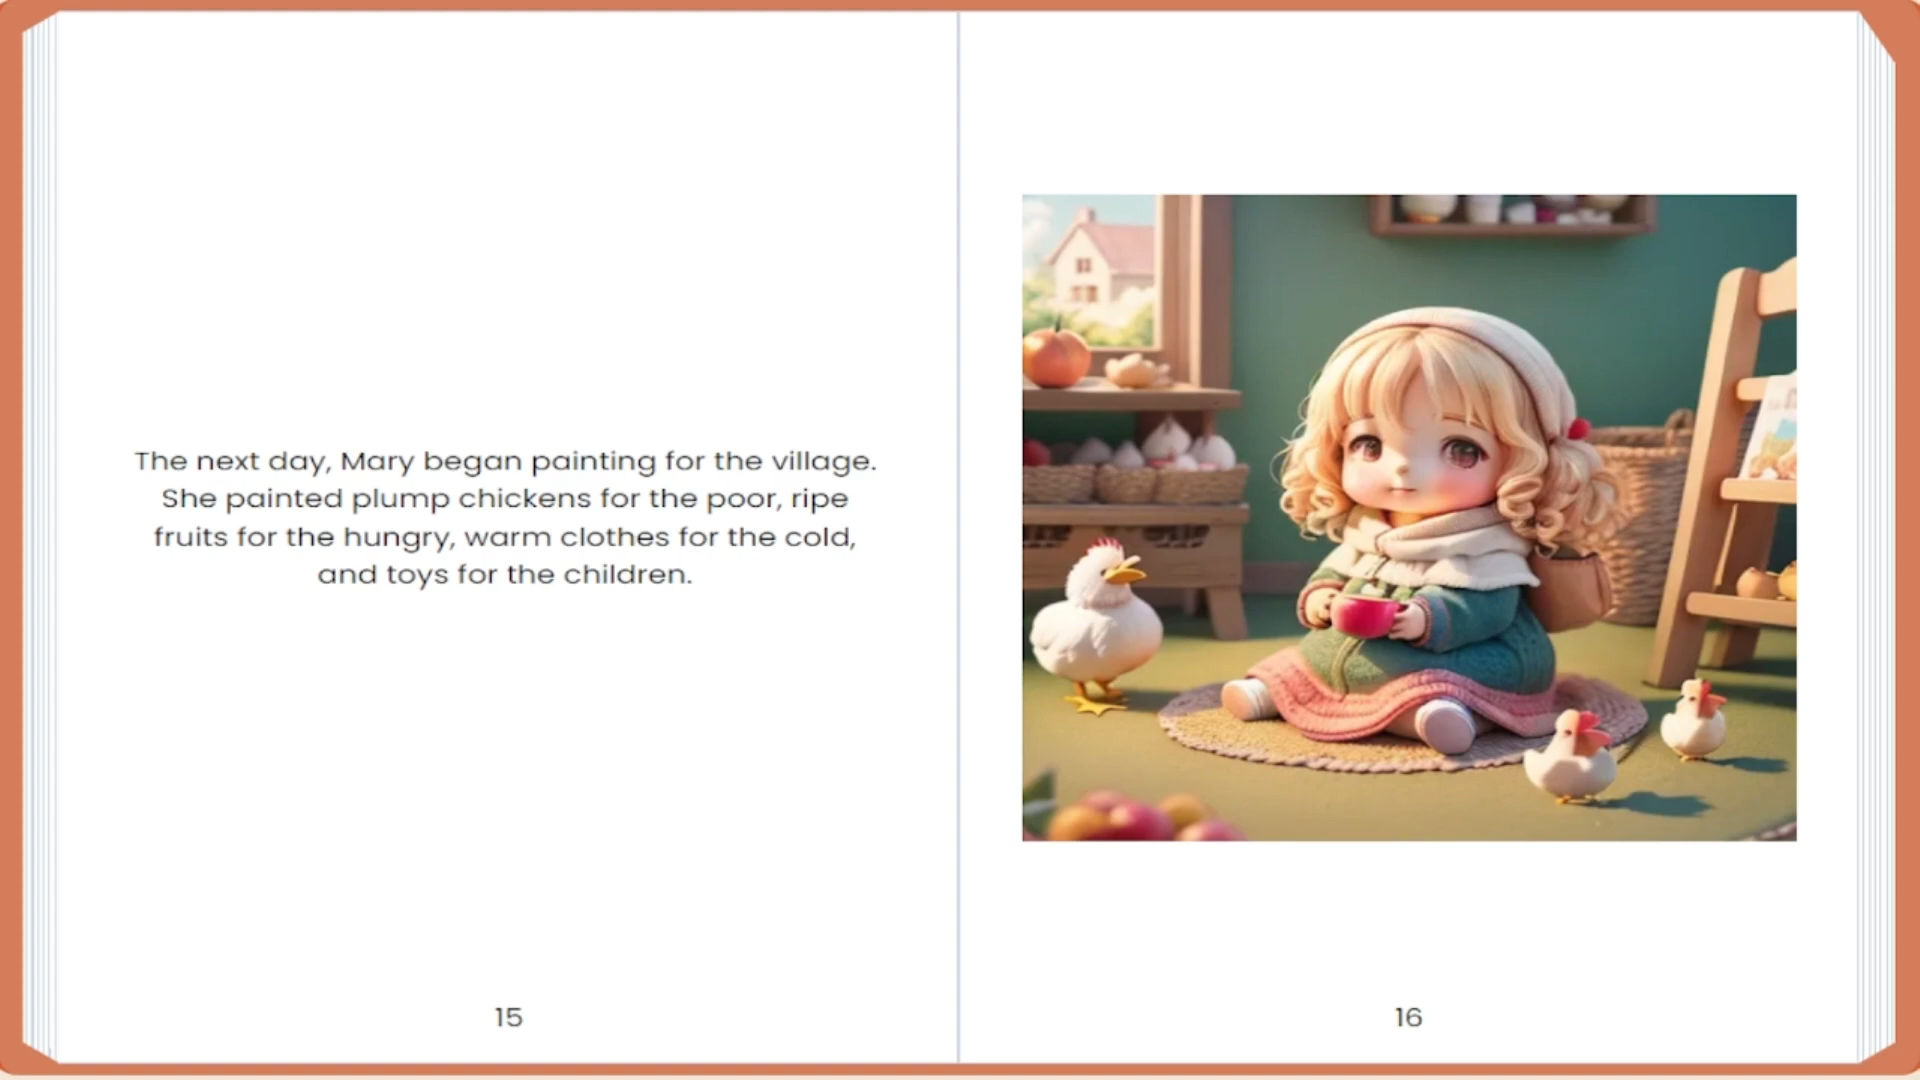 The next day, Mary began painting for the village.
She painted plump chickens for the poor, ripe
fruits for the hungry, warm clothes for the cold,
and toys for the children.
15
16